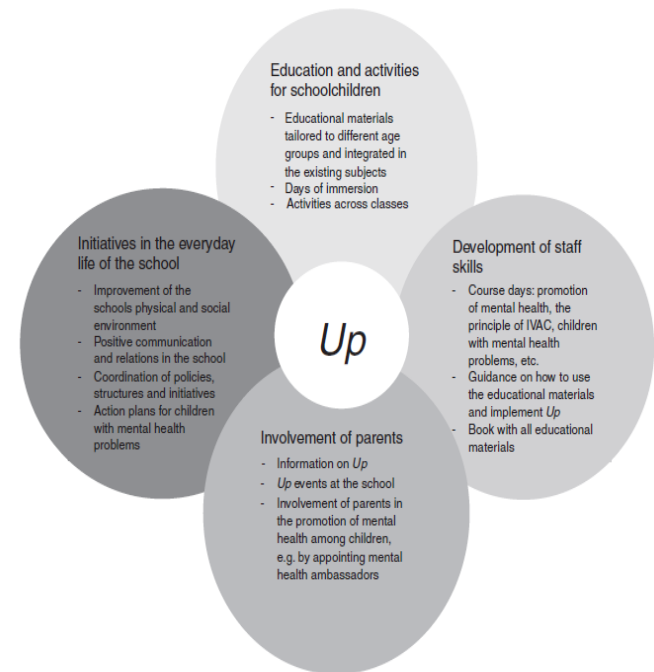 Education and activities
for schoolchildren
- Educational materials
tailored to different age
groups and integrated in
the existing subjects
- Days of immersion
- Activities across classes
Initiatives in the everyday
life of the school
- Improvement of the
schools physical and social
environment
- Positive communication
and relations in the school
- Coordination of policies,
structures and initiatives
- Action plans for children
with mental health
problems
Up
Development of staff
skills
- Course days: promotion
of mental health, the
principle of IVAC, children
with mental health
problems, etc.
- Guidance on how to use
the educational materials
and implement Up
- Book with all educational
materials
Involvement of parents
- Information on Up
- Up events at the school
- Involvement of parents in
the promotion of mental
health among children,
e.g. by appointing mental
health ambassadors